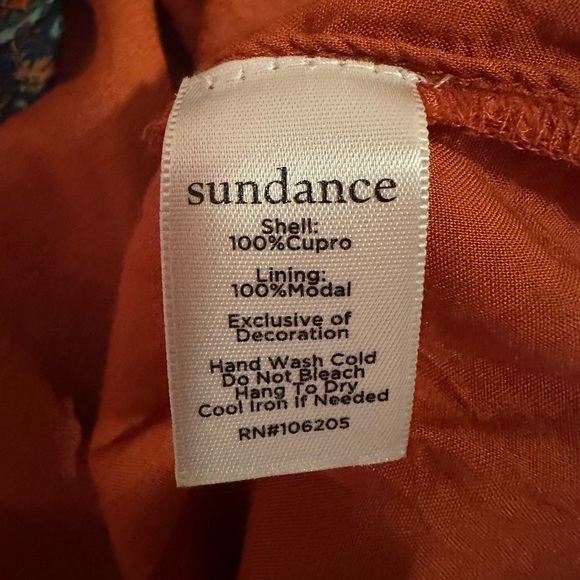 sundance
Shell:
100%Cupro
Lining:
100%Modal
Exclusive of
Decoration
Hand Wash Cold
Do Not Bleach
Hang To Dry
Cool Iron If Needed
RN#106205